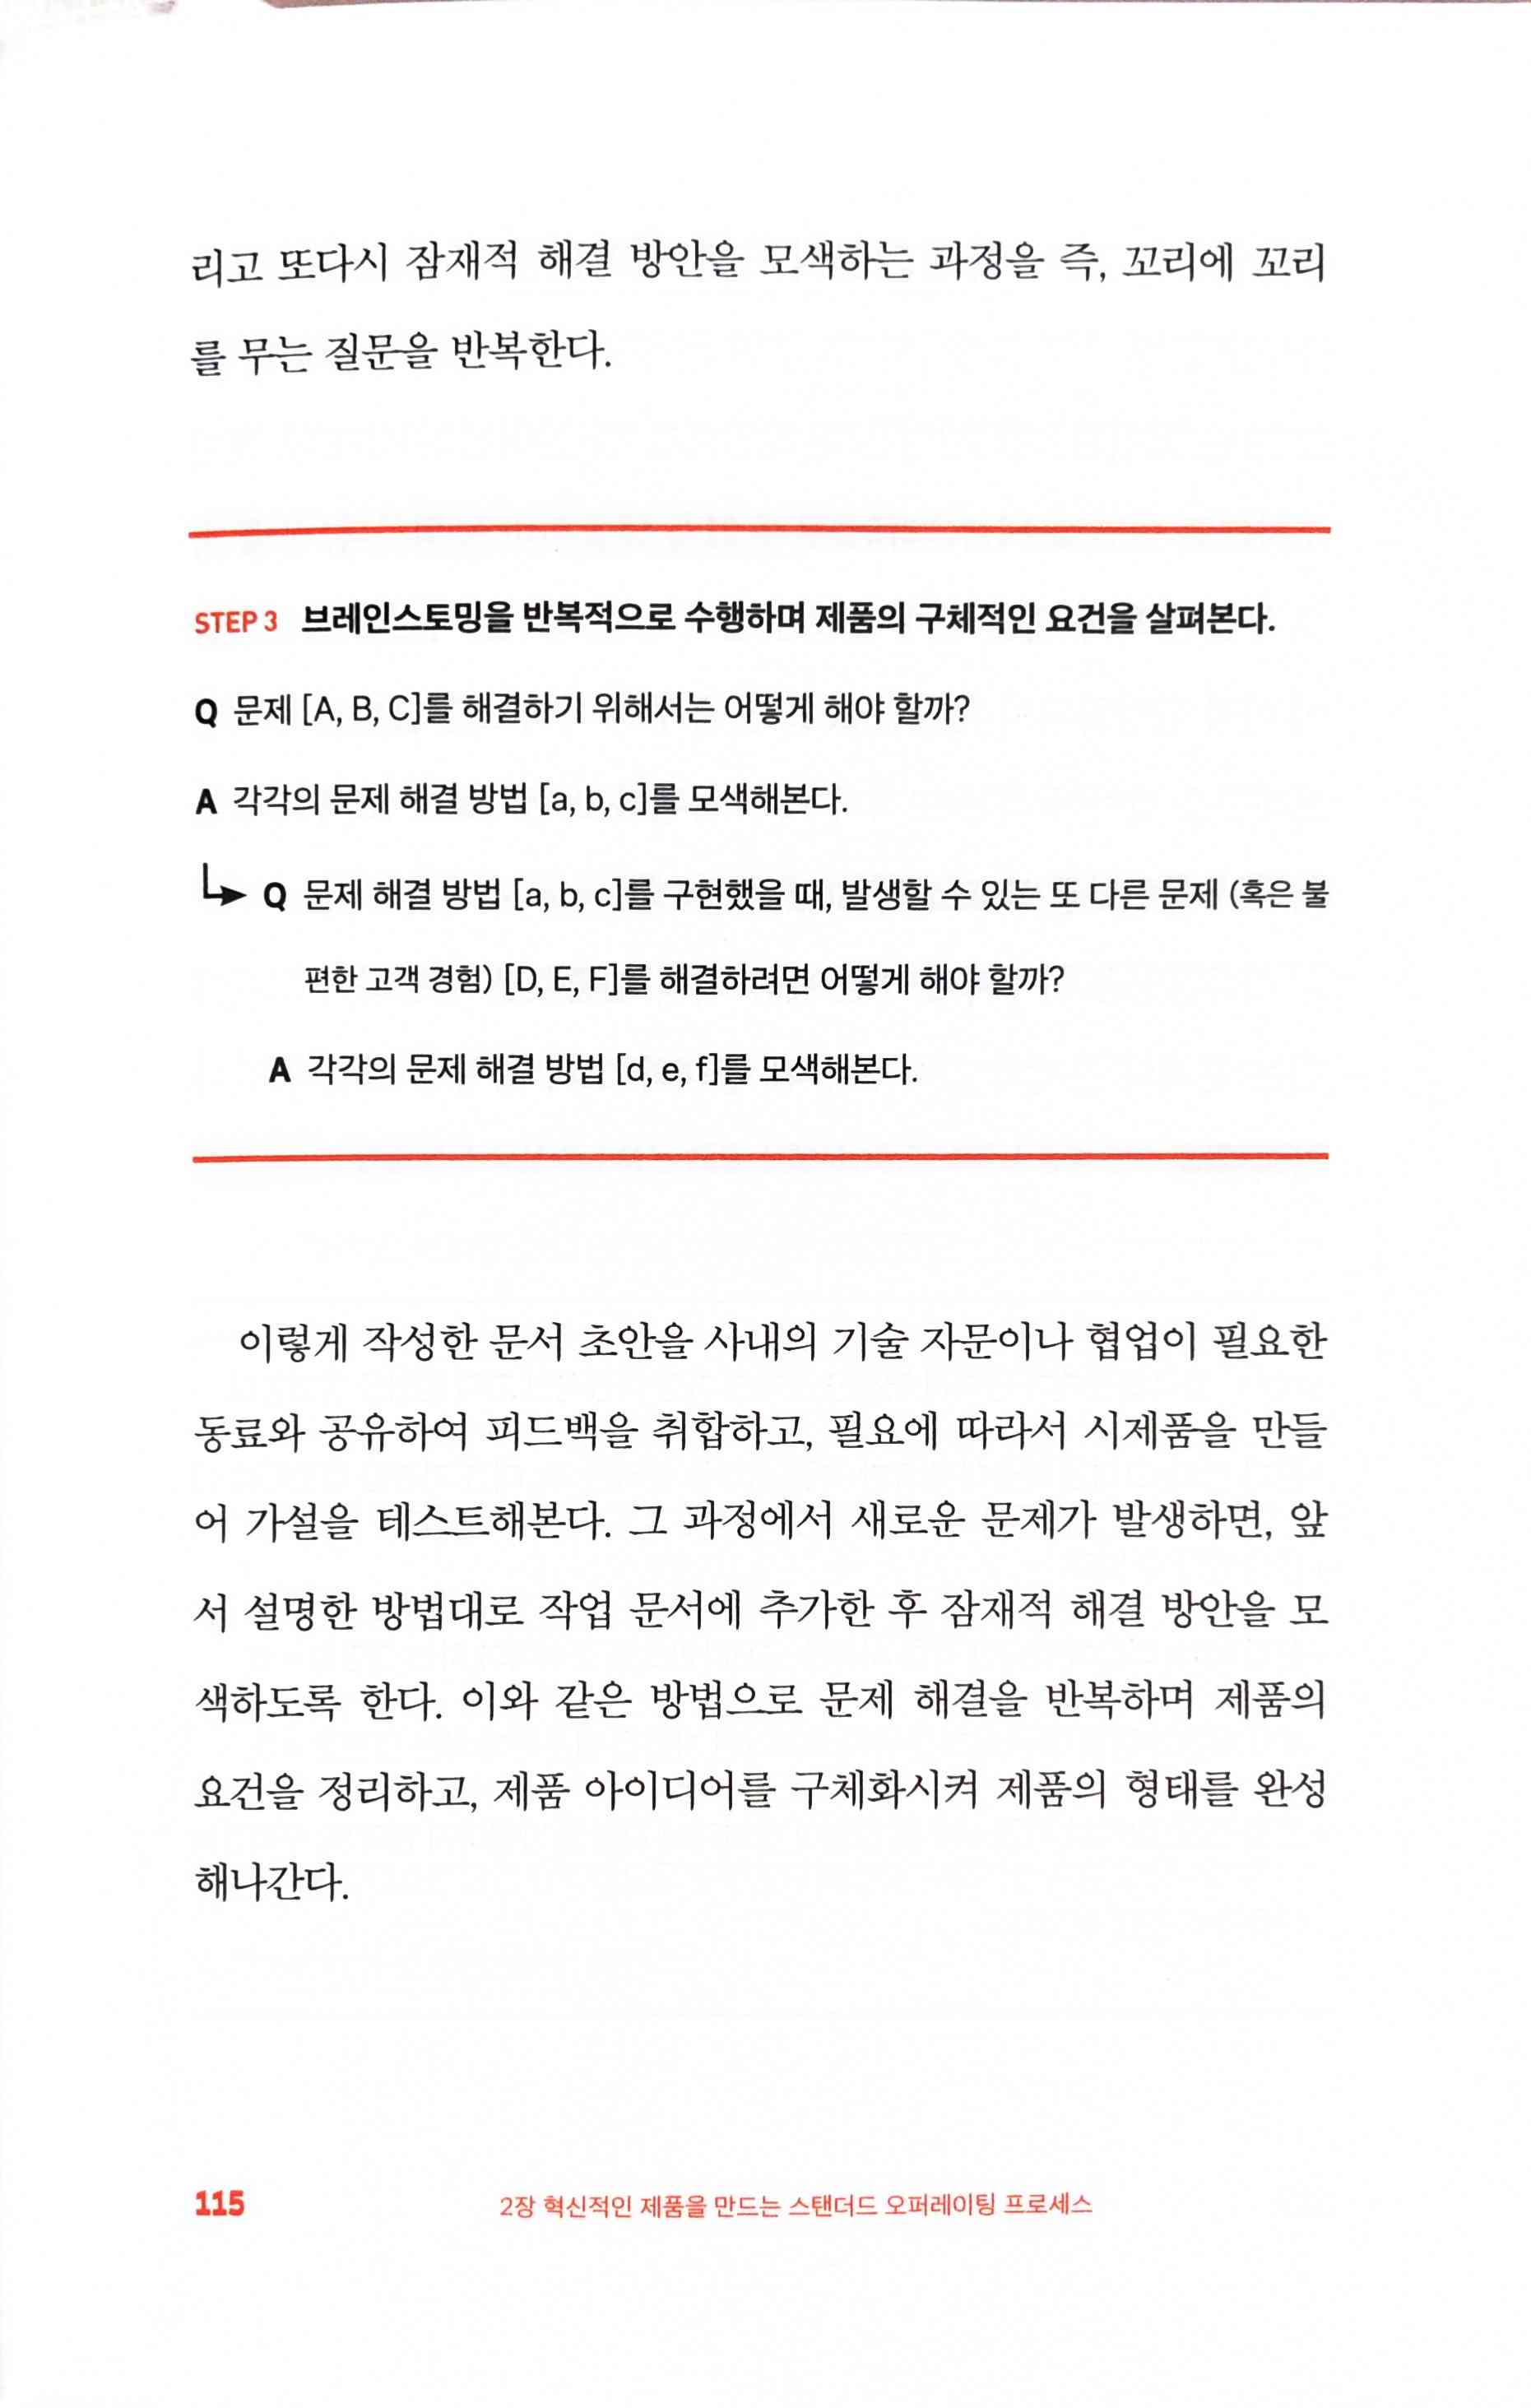 리고 또다시 잠재적 해결 방안을 모색하는 과정을 즉, 꼬리에 꼬리
를 무는 질문을 반복한다.
STEP 3 브레인스토밍을 반복적으로 수행하며 제품의 구체적인 요건을 살펴본다.
Q 문제 [A, B, C]를 해결하기 위해서는 어떻게 해야 할까?
A 각각의 문제 해결 방법 [a, b, c]를 모색해본다.
Q 문제 해결 방법 [a, b, c]를 구현했을 때, 발생할 수 있는 또 다른 문제 (혹은 불
편한 고객 경험) [D, E, F]를 해결하려면 어떻게 해야 할까?
A 각각의 문제 해결 방법 [d, e, f]를 모색해본다.
이렇게 작성한 문서 초안을 사내의 기술 자문이나 협업이 필요한
동료와 공유하여 피드백을 취합하고, 필요에 따라서 시제품을 만들
어 가설을 테스트해본다. 그 과정에서 새로운 문제가 발생하면, 앞
서 설명한 방법대로 작업 문서에 추가한 후 잠재적 해결 방안을 모
색하도록 한다. 이와 같은 방법으로 문제 해결을 반복하며 제품의
요건을 정리하고, 제품 아이디어를 구체화시켜 제품의 형태를 완성
해나간다.
115 2장 혁신적인 제품을 만드는 스탠더드 오퍼레이팅 프로세스